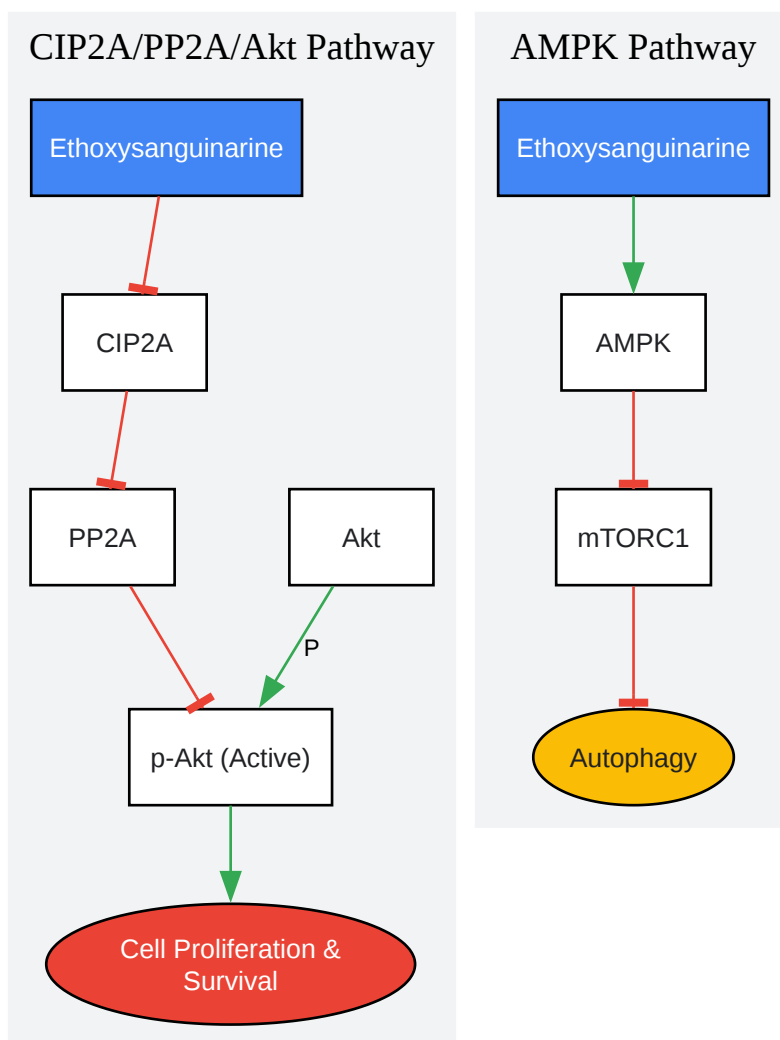 CIP2A/PP2A/Akt Pathway
Ethoxysanguinarine
CIP2A
PP2A
Akt
P
p-Akt (Active)
Cell Proliferation &
Survival
AMPK Pathway
Ethoxysanguinarine
AMPK
mTORC1
Autophagy